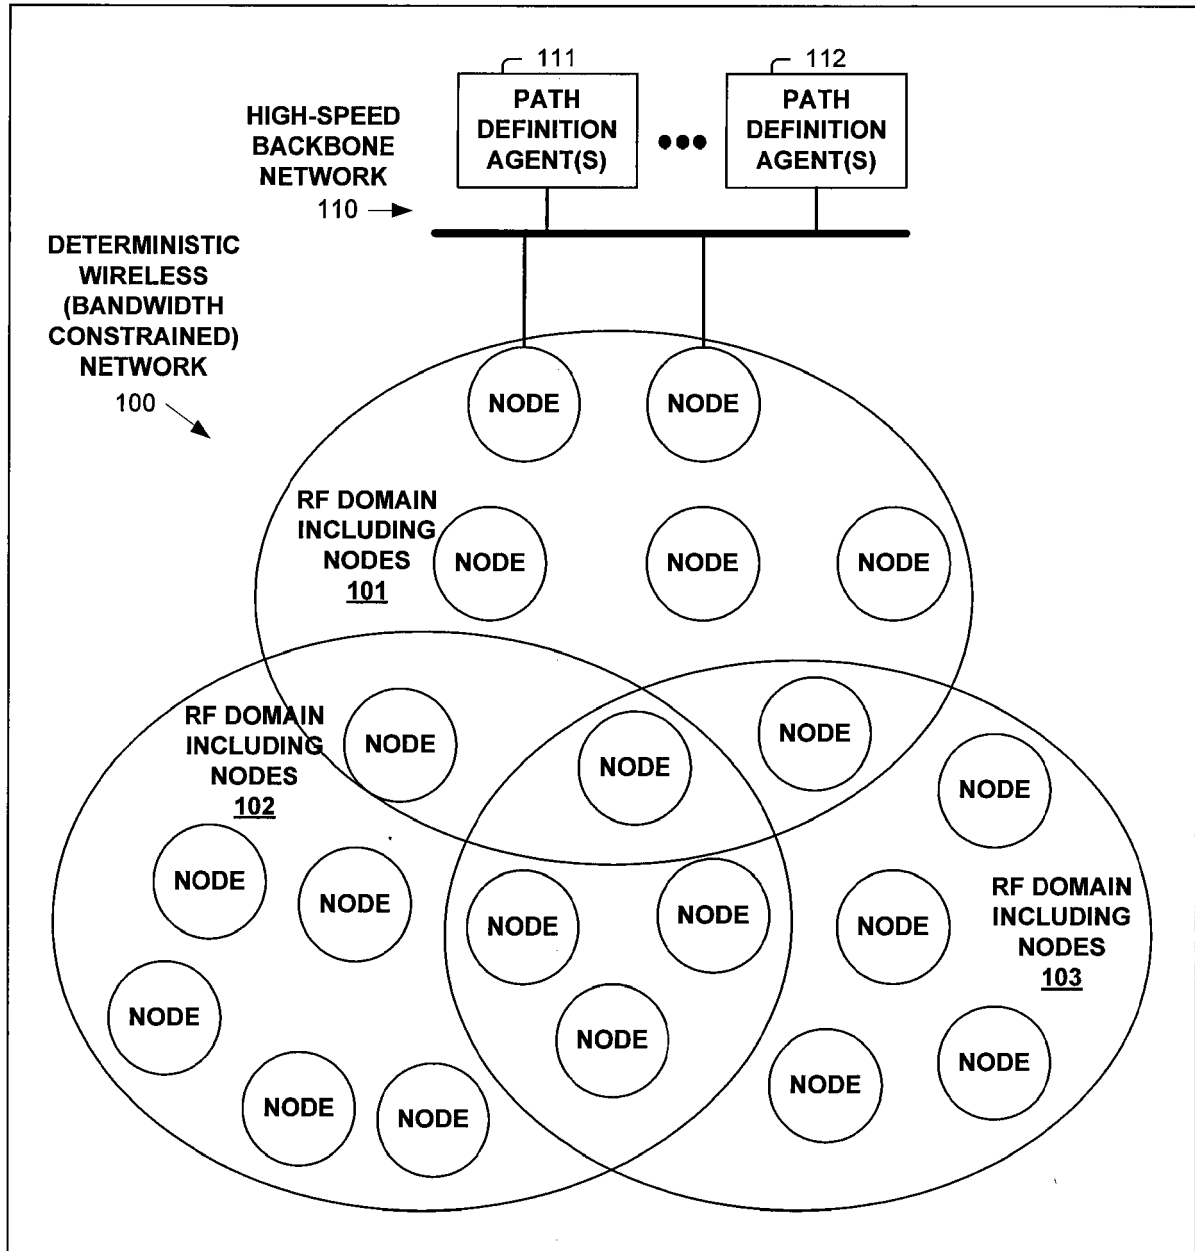 111
112
PATH
DEFINITION
AGENT(S)
PATH
DEFINITION
AGENT(S)
HIGH-SPEED
BACKBONE
NETWORK
110
DETERMINISTIC
WIRELESS
(BANDWIDTH
CONSTRAINED)
NETWORK
100
NODE
NODE
RF DOMAIN
INCLUDING
NODES
101
NODE
NODE
NODE
RF DOMAIN
INCLUDING
NODES
102
NODE
NODE
NODE
NODE
NODE
NODE
NODE
NODE
NODE
RF DOMAIN
INCLUDING
NODES
103
NODE
NODE
NODE
NODE
NODE
NODE
NODE